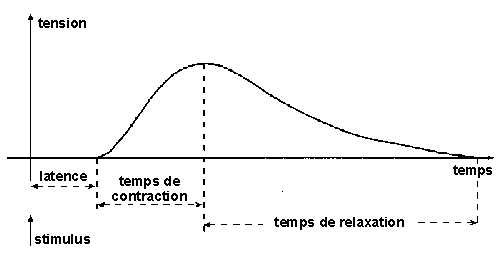 tension
temps
latence
temps de
contraction
temps de relaxation
stimulus